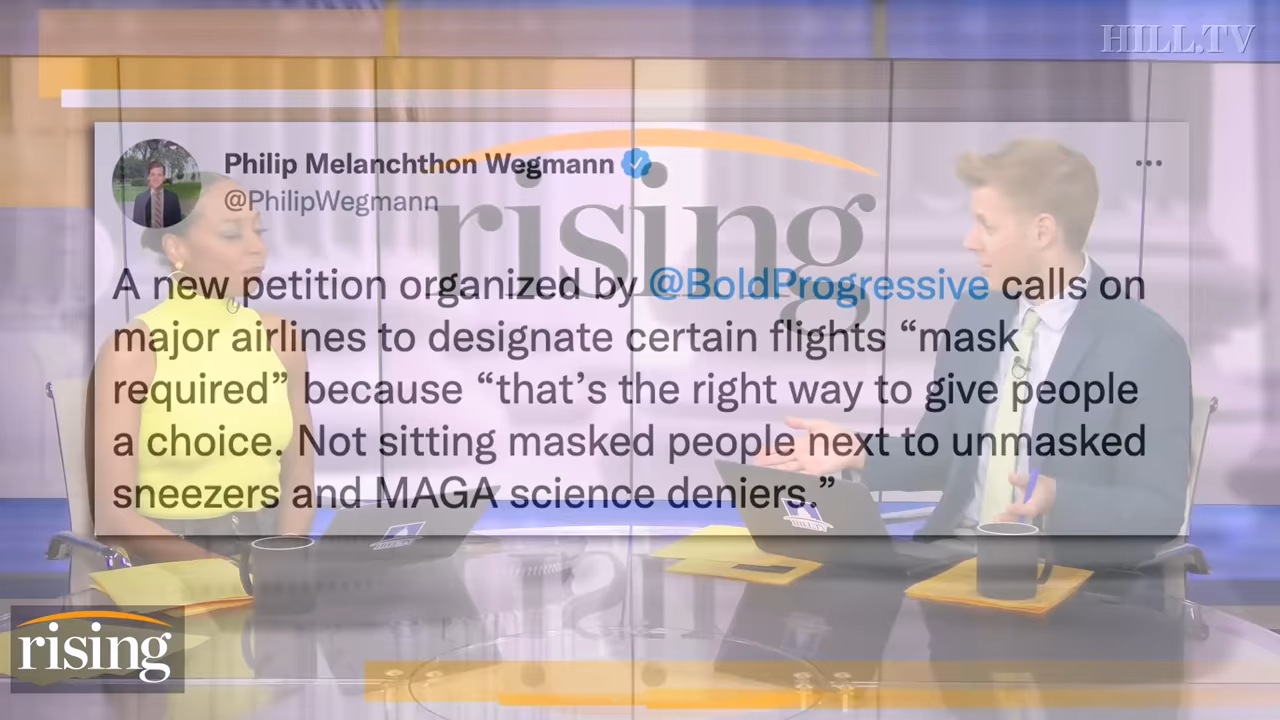 HILL.TV
Philip Melanchthon Wegmann
@PhilipWegmann
rising
A new petition organized by @BoldProgressive calls on
major airlines to designate certain flights “mask
required” because “that’s the right way to give people
a choice. Not sitting masked people next to unmasked
sneezers and MAGA science deniers.”
rising